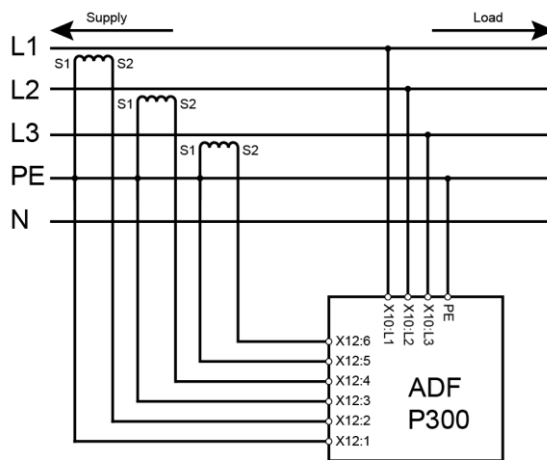 Supply Load
L1
S1 S2
L2
S1 S2
L3
S1 S2
PE
N
X10:L1 X10:L2 X10:L3 PE
X12:6
X12:5
X12:4
X12:3
X12:2
X12:1
ADF
P300